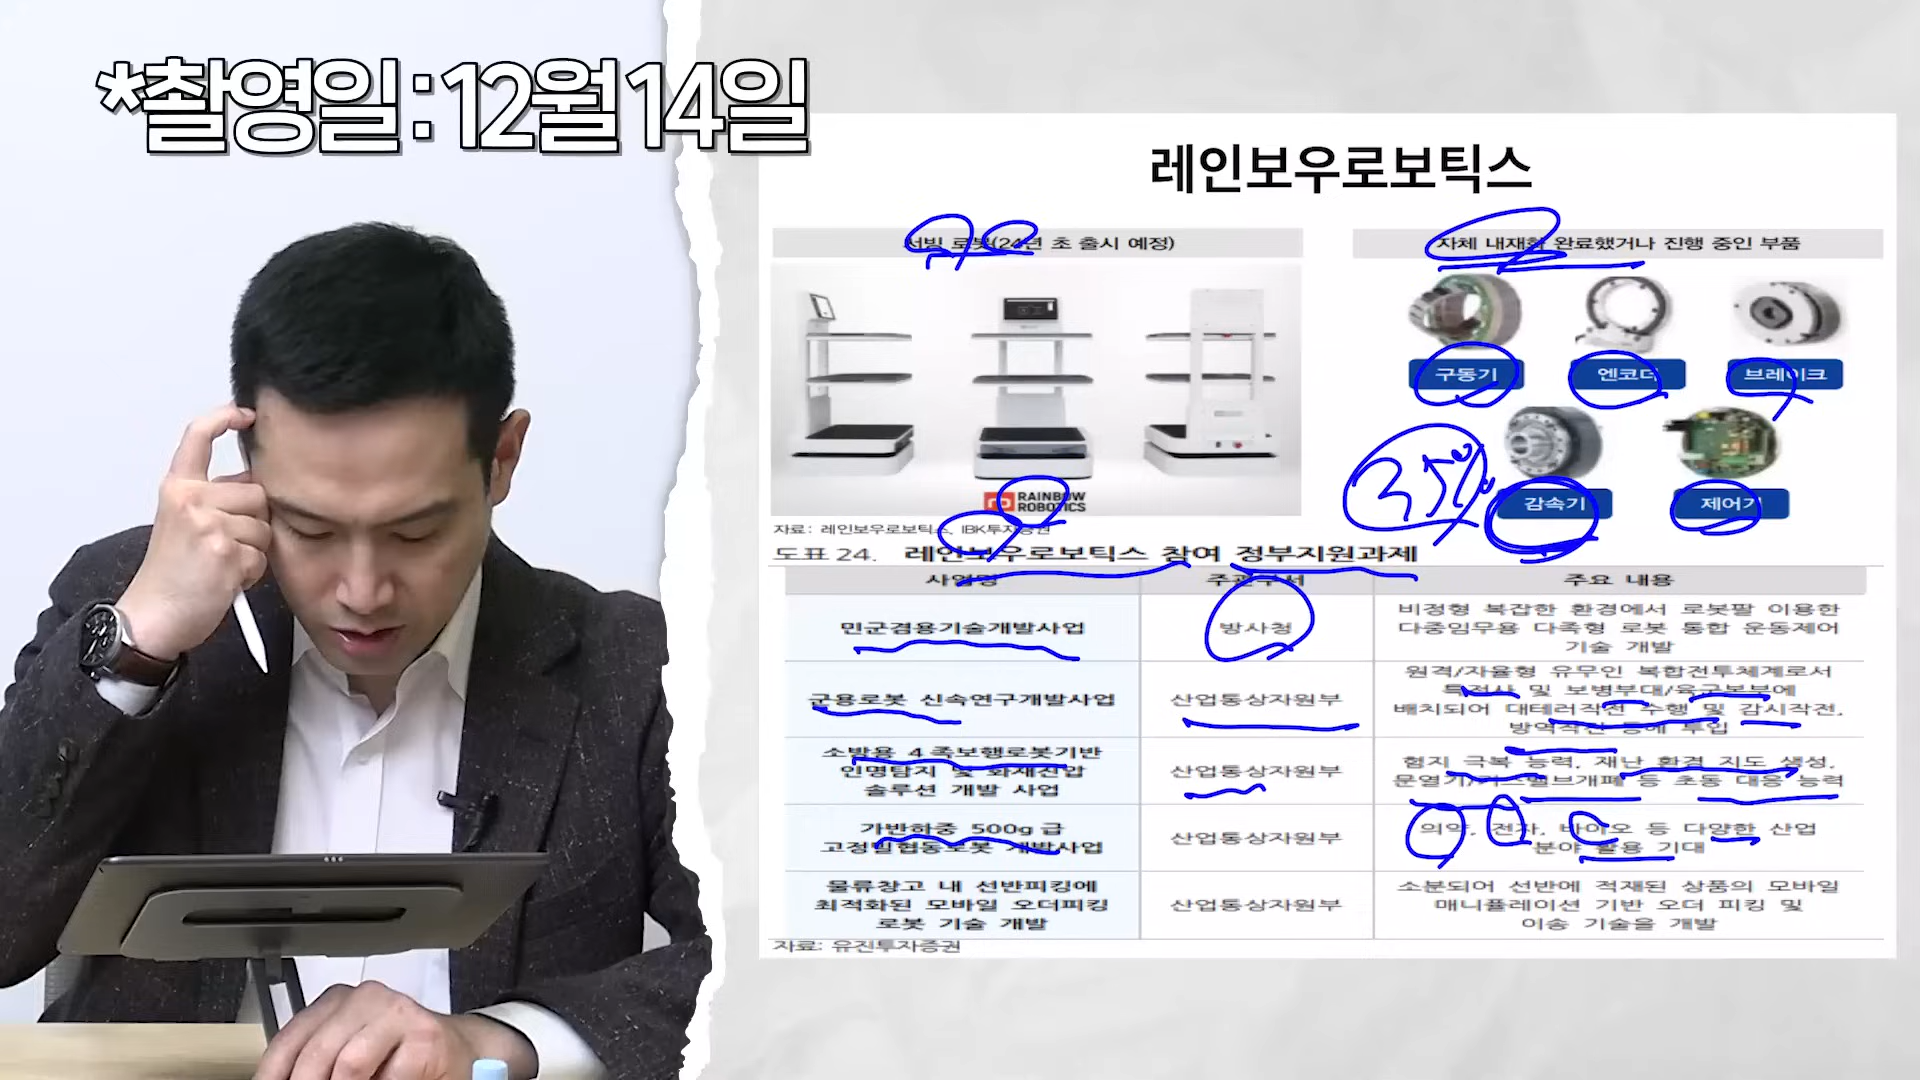 *촬영일 : 12월 14일
레인보우로보틱스
서빙 로봇(24년 초 출시 예정)
자체 내재화 완료했거나 진행 중인 부품
구동기
엔코더
브레이크
35%
감속기
제어기
RAINBOW
ROBOTICS
자료: 레인보우로보틱스, IBK투자증권
도표 24. 레인보우로보틱스 참여 정부지원과제
사업명
주관부서
주요 내용
민군겸용기술개발사업
방사청
비정형 복잡한 환경에서 로봇팔 이용한
다중임무용 다족형 로봇 통합 운동제어
기술 개발
군용로봇 신속연구개발사업
산업통상자원부
원격/자율형 유무인 복합전투체계로서
특전사 및 보병부대/육군본부에
배치되어 대테러작전 수행 및 감시작전,
방역작전 등에 투입
소방용 4족보행로봇기반
인명탐지 및 화재진압
솔루션 개발 사업
산업통상자원부
험지 극복 능력, 재난 환경 지도 생성,
문열기/가스밸브개폐 등 초동 대응 능력
가반하중 500g 급
고정밀협동로봇 개발사업
산업통상자원부
의약, 전자, 바이오 등 다양한 산업
분야 활용 기대
물류창고 내 선반피킹에
최적화된 모바일 오더피킹
로봇 기술 개발
산업통상자원부
소분되어 선반에 적재된 상품의 모바일
매니퓰레이션 기반 오더 피킹 및
이송 기술을 개발
자료: 유진투자증권